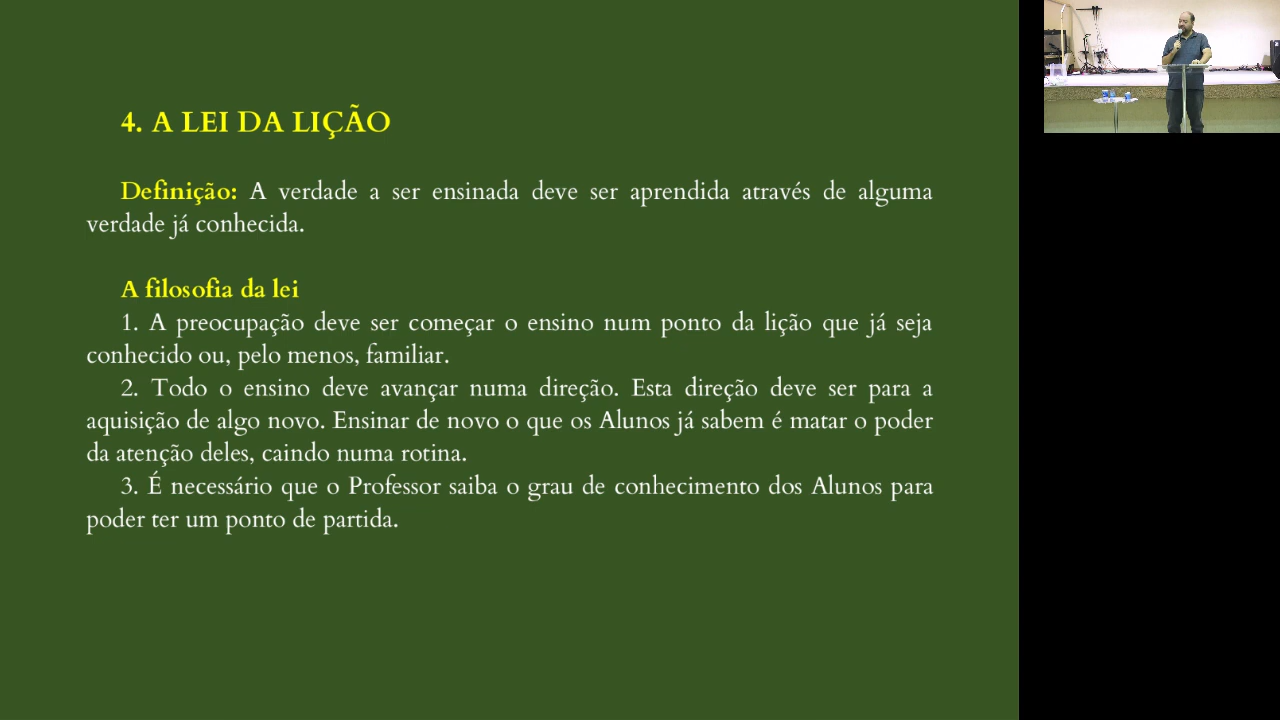 4. A LEI DA LIÇÃO
Definição: A verdade a ser ensinada deve ser aprendida através de alguma
verdade já conhecida.
A filosofia da lei
1. A preocupação deve ser começar o ensino num ponto da lição que já seja
conhecido ou, pelo menos, familiar.
2. Todo o ensino deve avançar numa direção. Esta direção deve ser para a
aquisição de algo novo. Ensinar de novo o que os Alunos já sabem é matar o poder
da atenção deles, caindo numa rotina.
3. É necessário que o Professor saiba o grau de conhecimento dos Alunos para
poder ter um ponto de partida.